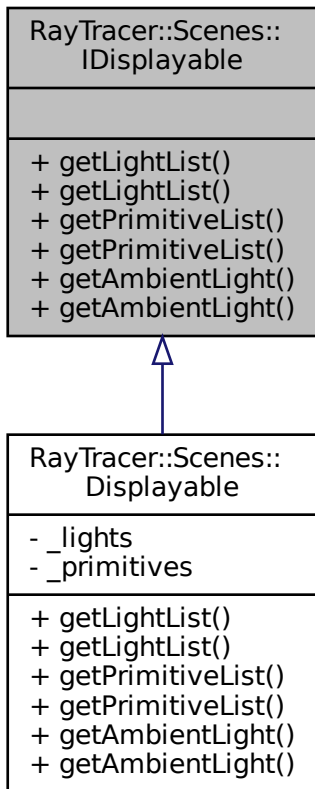 RayTracer::Scenes::
IDisplayable
+ getLightList()
+ getLightList()
+ getPrimitiveList()
+ getPrimitiveList()
+ getAmbientLight()
+ getAmbientLight()
RayTracer::Scenes::
Displayable
- _lights
- _primitives
+ getLightList()
+ getLightList()
+ getPrimitiveList()
+ getPrimitiveList()
+ getAmbientLight()
+ getAmbientLight()